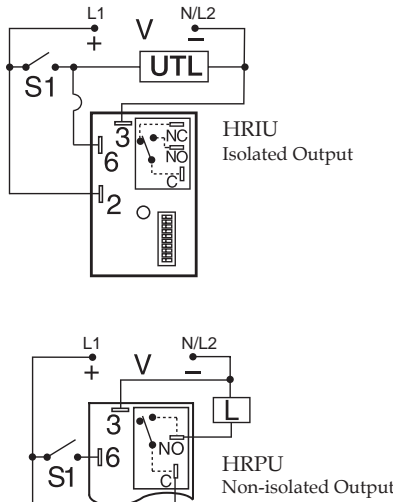 L1 V N/L2
+ −
S1 UTL
HRIU
Isolated Output
3 NC
6 NO
C
2
L1 V N/L2
+ −
L
3
NO
S1 6
C
HRPU
Non-isolated Output